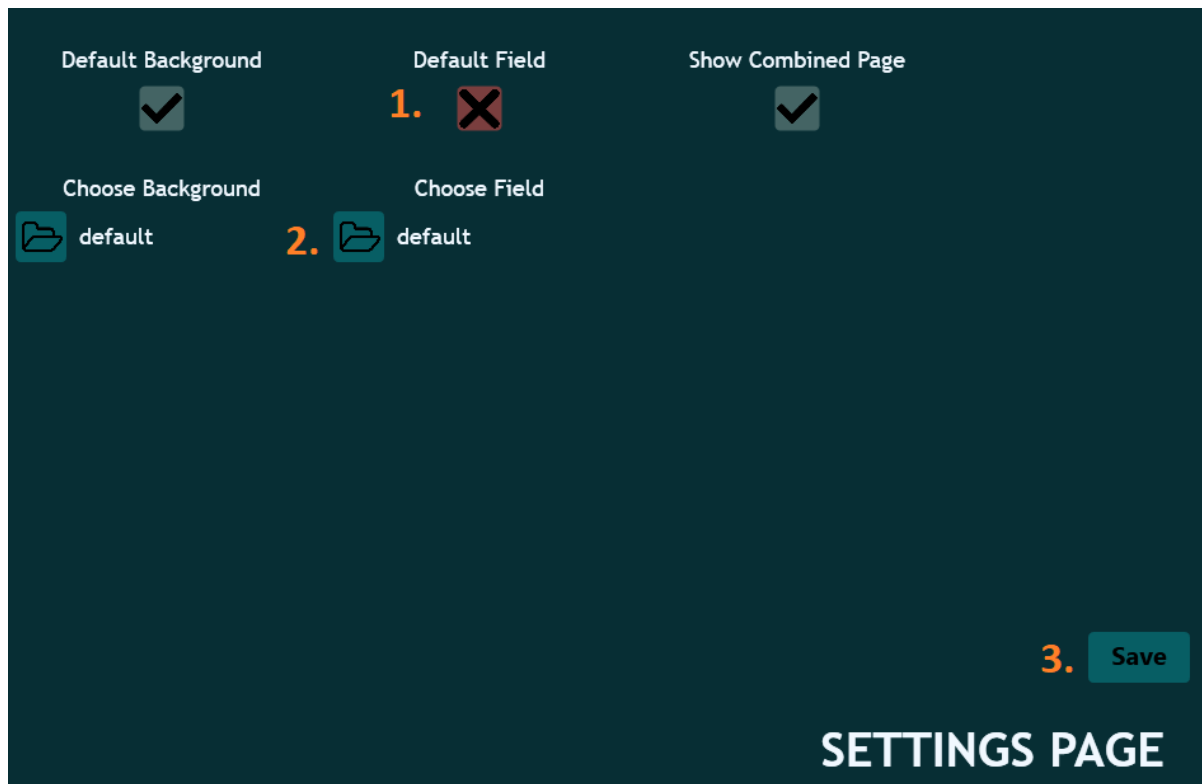 Default Background
Default Field
Show Combined Page
1.
Choose Background
Choose Field
default
2.
default
3.
Save
SETTINGS PAGE